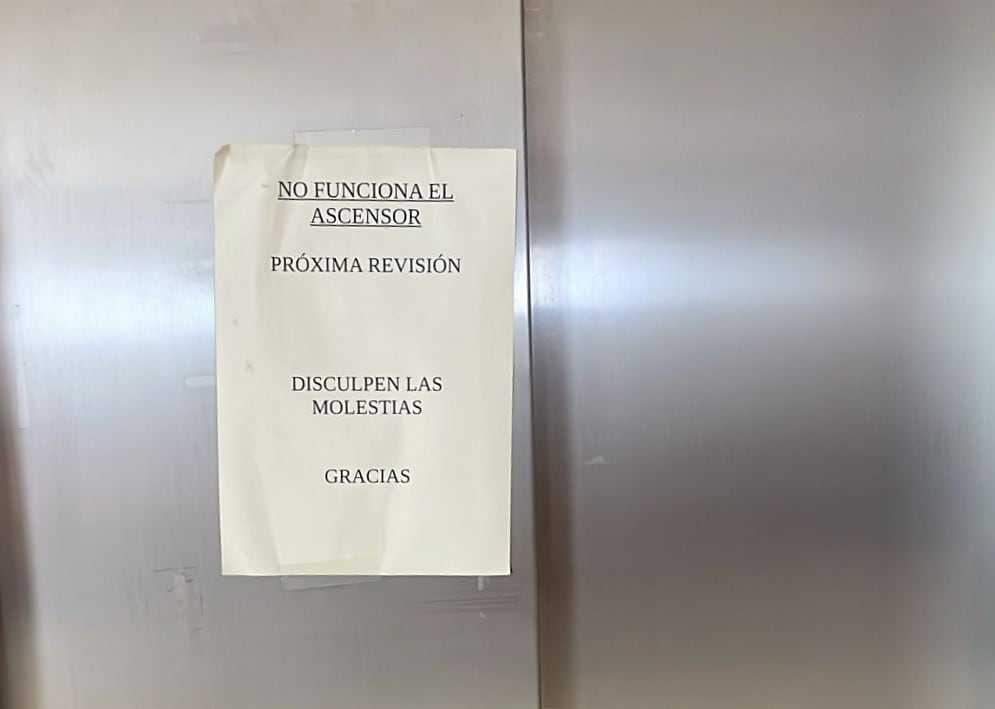 NO FUNCIONA EL
ASCENSOR
PRÓXIMA REVISIÓN
DISCULPEN LAS
MOLESTIAS
GRACIAS